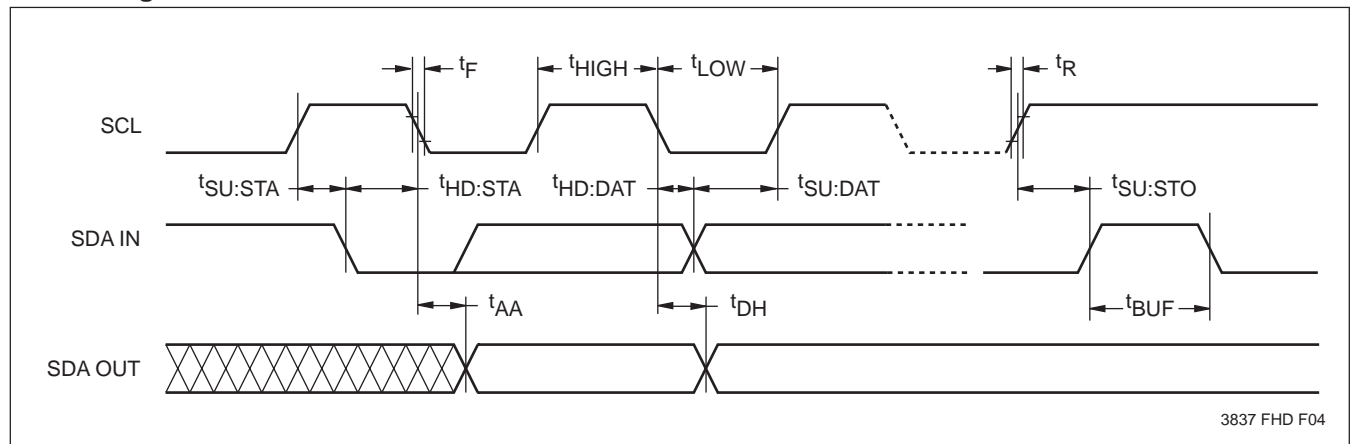 tF
tHIGH
tLOW
tR
SCL
tSU:STA
tHD:STA
tHD:DAT
tSU:DAT
tSU:STO
SDA IN
tAA
tDH
tBUF
SDA OUT
3837 FHD F04